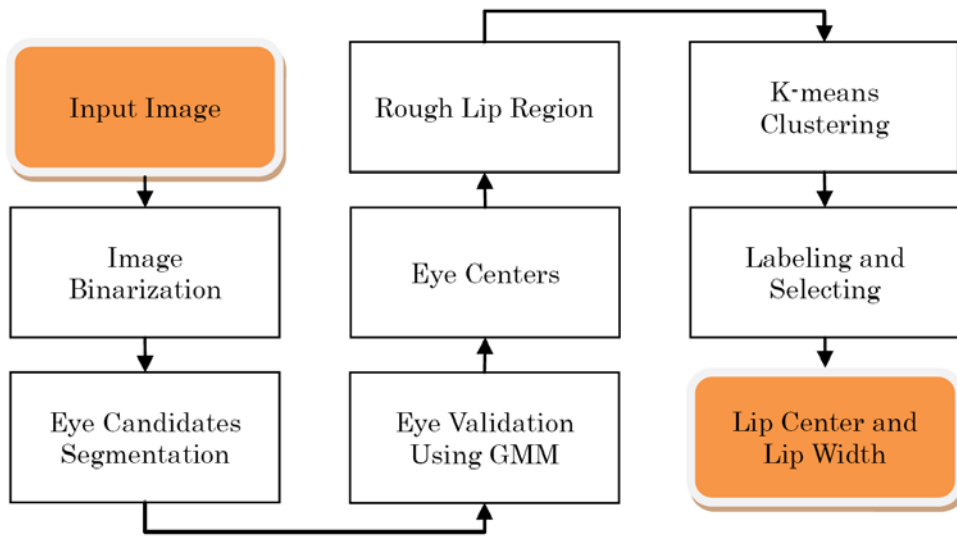 Input Image
Image
Binarization
Eye Candidates
Segmentation
Eye Validation
Using GMM
Eye Centers
Rough Lip Region
K-means
Clustering
Labeling and
Selecting
Lip Center and
Lip Width